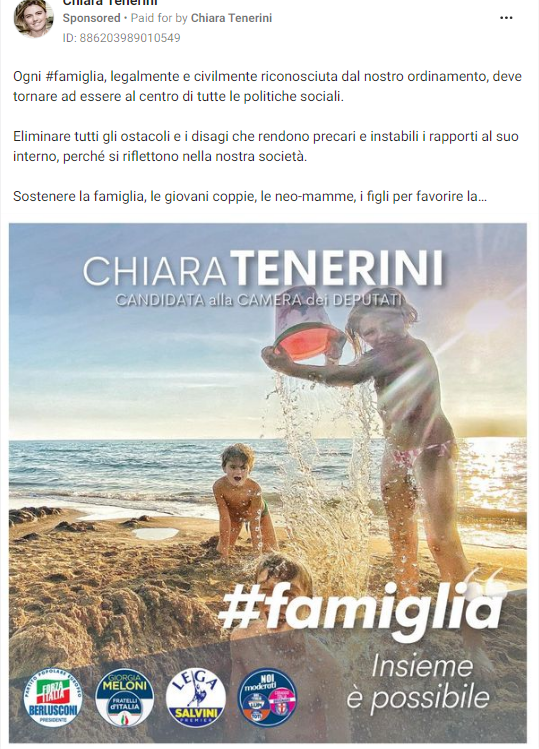 Chiara Tenerini
Sponsored • Paid for by Chiara Tenerini
ID: 886203989010549
Ogni #famiglia, legalmente e civilmente riconosciuta dal nostro ordinamento, deve
tornare ad essere al centro di tutte le politiche sociali.
Eliminare tutti gli ostacoli e i disagi che rendono precari e instabili i rapporti al suo
interno, perché si riflettono nella nostra società.
Sostenere la famiglia, le giovani coppie, le neo-mamme, i figli per favorire la...
CHIARA TENERINI
CANDIDATA alla CAMERA dei DEPUTATI
#famiglia
Insieme
è possibile
PARTITO POPOLARE EUROPEO
FORZA
ITALIA
BERLUSCONI
PRESIDENTE
GIORGIA
MELONI
FRATELLI
d'ITALIA
LEGA
SALVINI
PREMIER
NOI
moderati